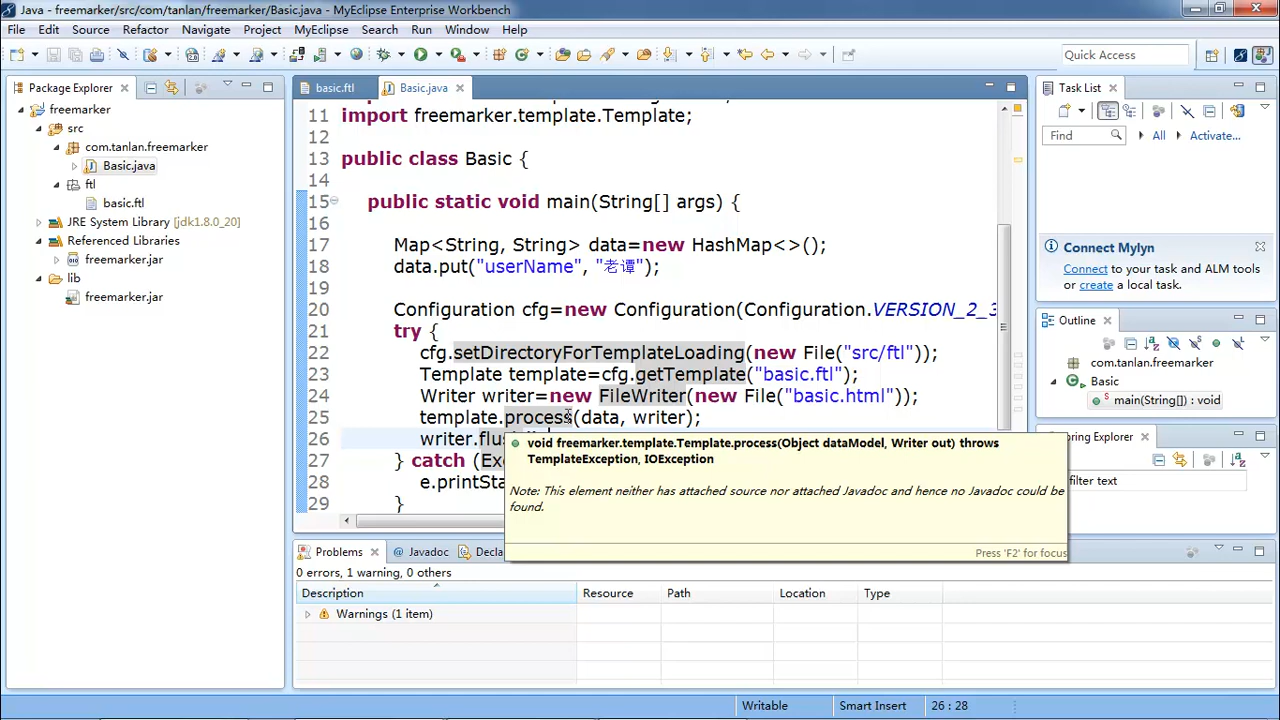 Java - freemarker/src/com/tanlan/freemarker/Basic.java - MyEclipse Enterprise Workbench
File Edit Source Refactor Navigate Project MyEclipse Search Run Window Help
Quick Access
Package Explorer
freemarker
src
com.tanlan.freemarker
Basic.java
ftl
basic.ftl
JRE System Library [jdk1.8.0_20]
Referenced Libraries
freemarker.jar
lib
freemarker.jar
basic.ftl Basic.java
11 import freemarker.template.Template;
12
13 public class Basic {
14
15 public static void main(String[] args) {
16
17 Map<String, String> data=new HashMap<>();
18 data.put("userName", "老谭");
19
20 Configuration cfg=new Configuration(Configuration.VERSION_2_3
21 try {
22 cfg.setDirectoryForTemplateLoading(new File("src/ftl"));
23 Template template=cfg.getTemplate("basic.ftl");
24 Writer writer=new FileWriter(new File("basic.html"));
25 template.process(data, writer);
26 writer.flus
27 } catch (Ex
28 e.printSta
29 }
void freemarker.template.Template.process(Object dataModel, Writer out) throws
TemplateException, IOException
Note: This element neither has attached source nor attached Javadoc and hence no Javadoc could be
found.
Press 'F2' for focus
Task List
Find All Activate...
Connect Mylyn
Connect to your task and ALM tools
or create a local task.
Outline
com.tanlan.freemarker
Basic
main(String[]) : void
oring Explorer
filter text
Problems Javadoc Decla
0 errors, 1 warning, 0 others
Description Resource Path Location Type
Warnings (1 item)
Writable Smart Insert 26 : 28